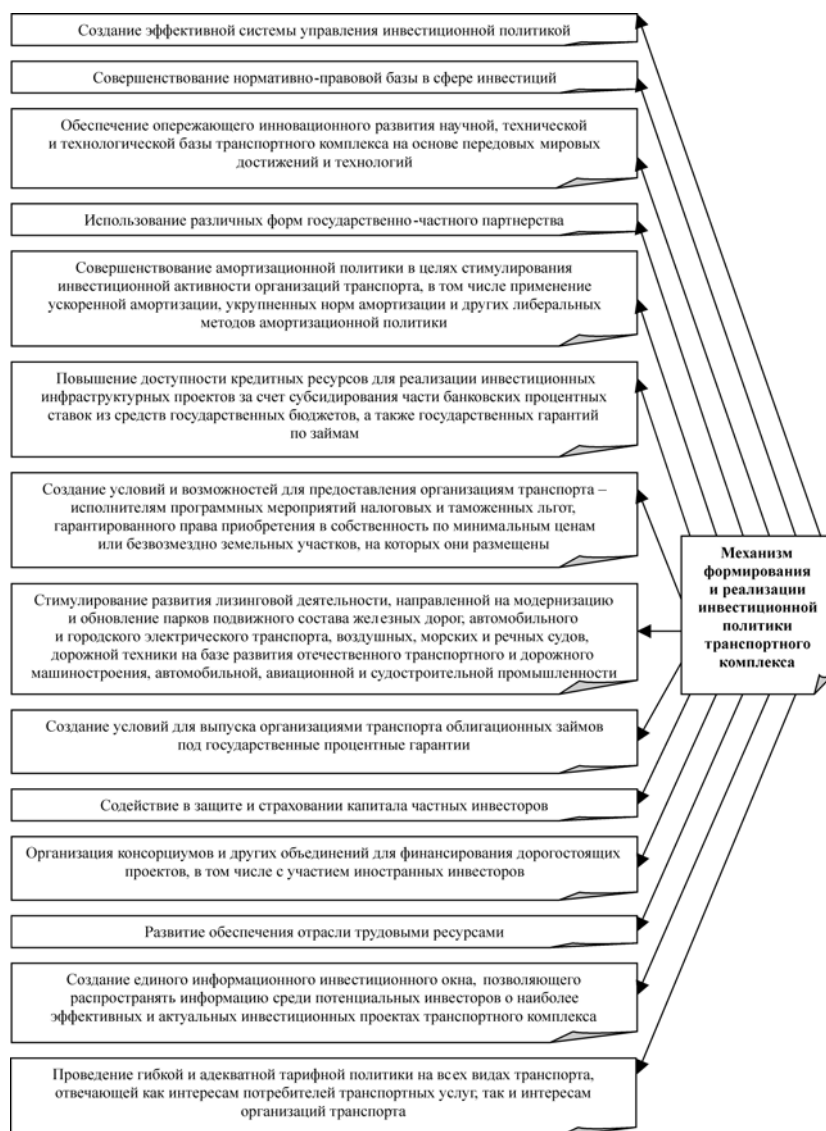 Создание эффективной системы управления инвестиционной политикой
Совершенствование нормативно-правовой базы в сфере инвестиций
Обеспечение опережающего инновационного развития научной, технической
и технологической базы транспортного комплекса на основе передовых мировых
достижений и технологий
Использование различных форм государственно-частного партнерства
Совершенствование амортизационной политики в целях стимулирования
инвестиционной активности организаций транспорта, в том числе применение
ускоренной амортизации, укрупненных норм амортизации и других либеральных
методов амортизационной политики
Повышение доступности кредитных ресурсов для реализации инвестиционных
инфраструктурных проектов за счет субсидирования части банковских процентных
ставок из средств государственных бюджетов, а также государственных гарантий
по займам
Создание условий и возможностей для предоставления организациям транспорта –
исполнителям программных мероприятий налоговых и таможенных льгот,
гарантированного права приобретения в собственность по минимальным ценам
или безвозмездно земельных участков, на которых они размещены
Стимулирование развития лизинговой деятельности, направленной на модернизацию
и обновление парков подвижного состава железных дорог, автомобильного
и городского электрического транспорта, воздушных, морских и речных судов,
дорожной техники на базе развития отечественного транспортного и дорожного
машиностроения, автомобильной, авиационной и судостроительной промышленности
Создание условий для выпуска организациями транспорта облигационных займов
под государственные процентные гарантии
Содействие в защите и страховании капитала частных инвесторов
Организация консорциумов и других объединений для финансирования дорогостоящих
проектов, в том числе с участием иностранных инвесторов
Развитие обеспечения отрасли трудовыми ресурсами
Создание единого информационного инвестиционного окна, позволяющего
распространять информацию среди потенциальных инвесторов о наиболее
эффективных и актуальных инвестиционных проектах транспортного комплекса
Проведение гибкой и адекватной тарифной политики на всех видах транспорта,
отвечающей как интересам потребителей транспортных услуг, так и интересам
организаций транспорта
Механизм
формирования
и реализации
инвестиционной
политики
транспортного
комплекса